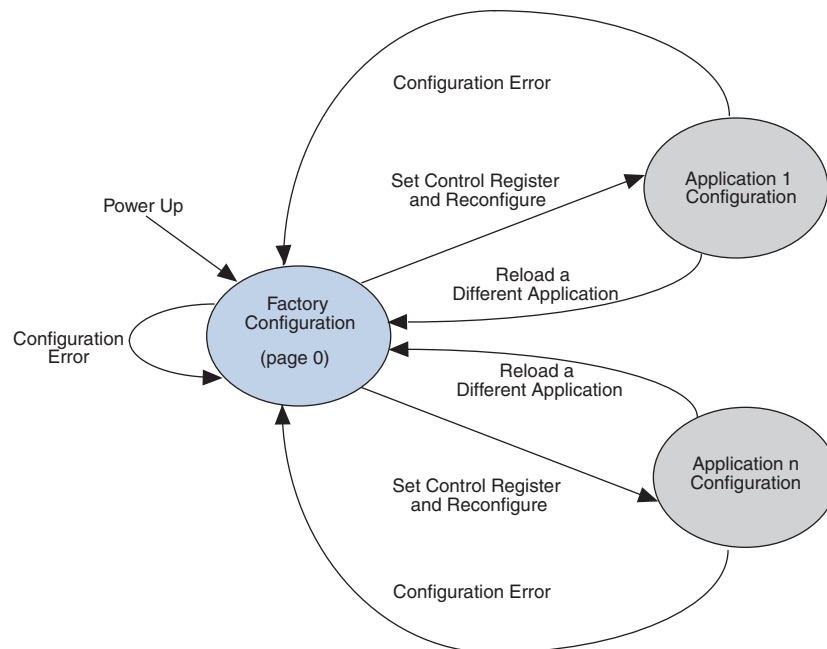 Configuration Error
Application 1
Configuration
Set Control Register
and Reconfigure
Power Up
Reload a
Different Application
Factory
Configuration
(page 0)
Configuration
Error
Reload a
Different Application
Application n
Configuration
Set Control Register
and Reconfigure
Configuration Error